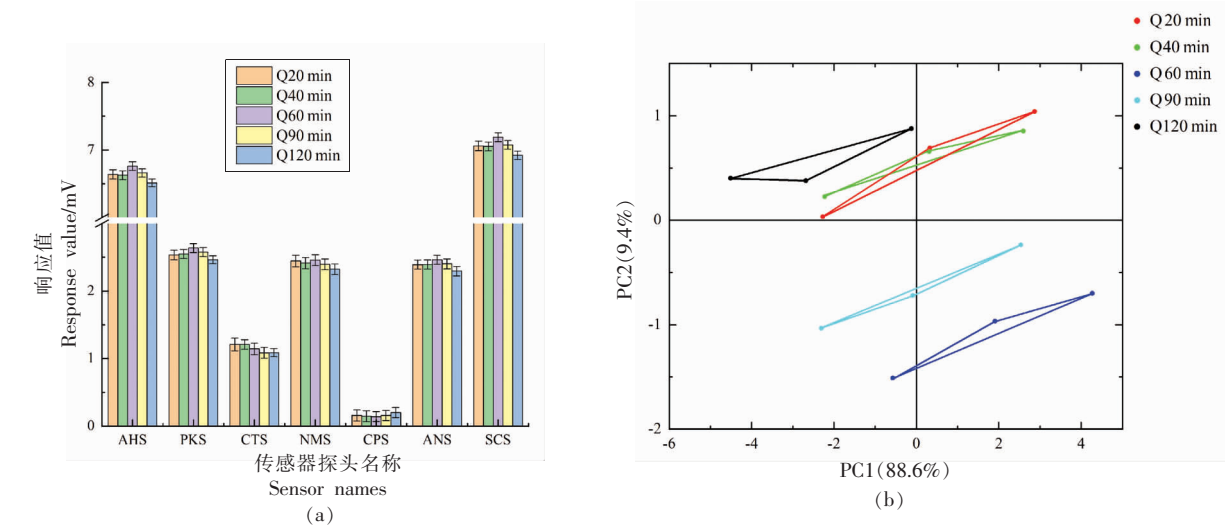 Q20 min
Q40 min
Q60 min
Q90 min
Q120 min
8
7
2
1
0
响应值
Response value/mV
AHS PKS CTS NMS CPS ANS SCS
传感器探头名称
Sensor names
(a)
Q20 min
Q40 min
Q60 min
Q90 min
Q120 min
1
0
-1
-2
PC2(9.4%)
-6 -4 -2 0 2 4
PC1(88.6%)
(b)